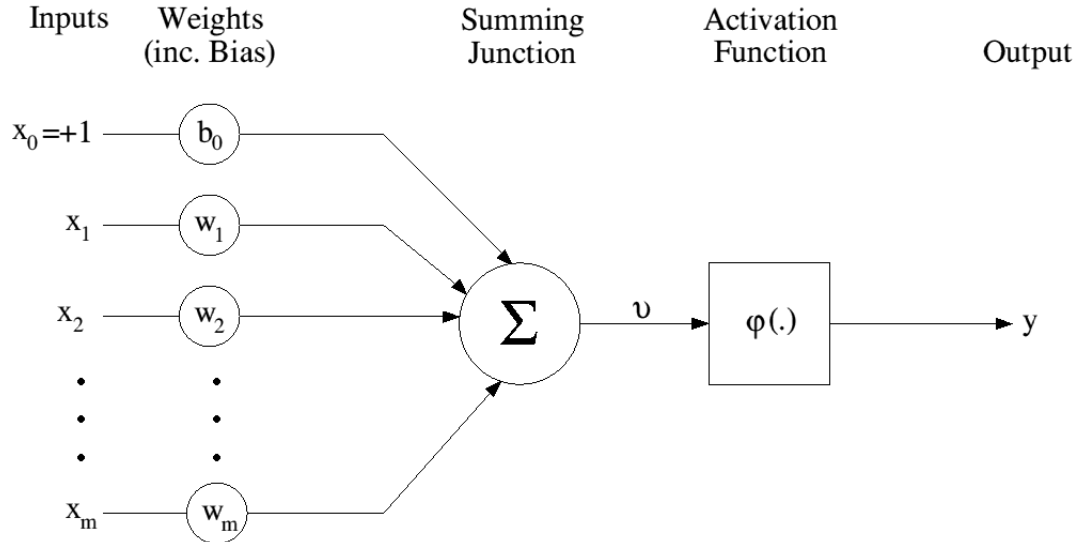 Inputs Weights (inc. Bias) Summing Junction Activation Function Output
x₀=+1 b₀
x₁ w₁
x₂ w₂
Σ υ φ(.) y
xₘ wₘ